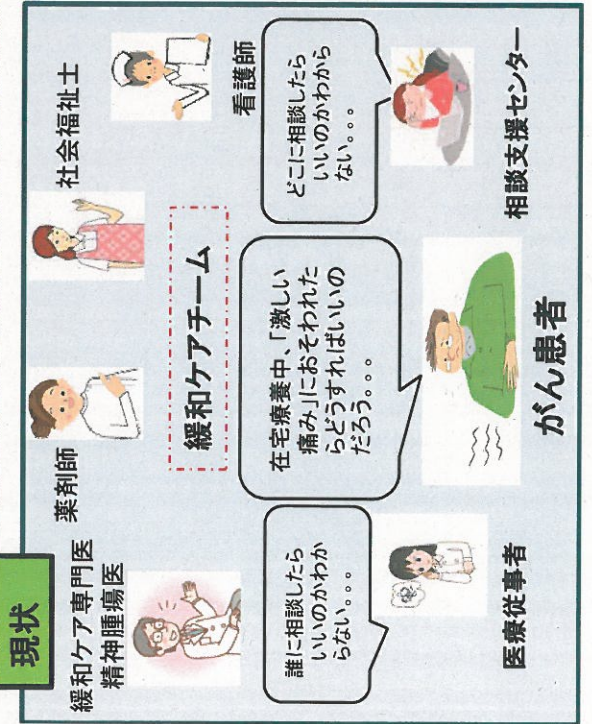 現状
緩和ケア専門医
精神腫瘍医
薬剤師
社会福祉士
看護師
緩和ケアチーム
誰に相談したら
いいのかわか
らない。。。
在宅療養中、「激しい
痛み」におそわれた
らどうすればいいの
だろう。。。
どこに相談したら
いいのかわから
ない。。。
医療従事者
がん患者
相談支援センター